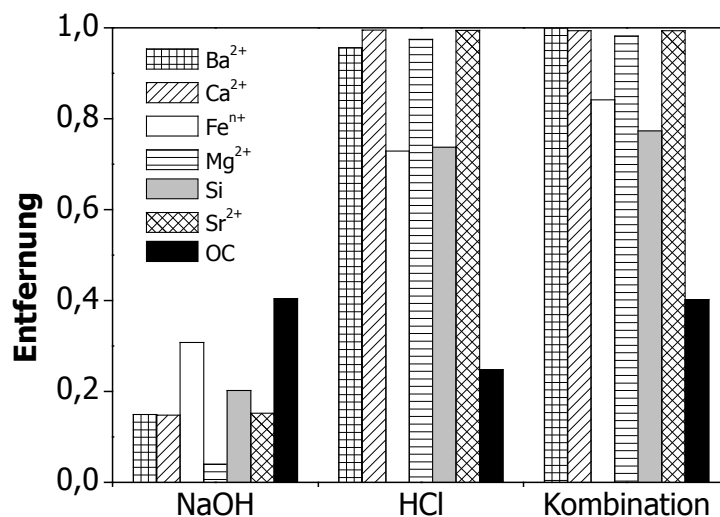 1,0
0,8
0,6
0,4
0,2
0,0
Entfernung
Ba²⁺
Ca²⁺
Feⁿ⁺
Mg²⁺
Si
Sr²⁺
OC
NaOH HCl Kombination